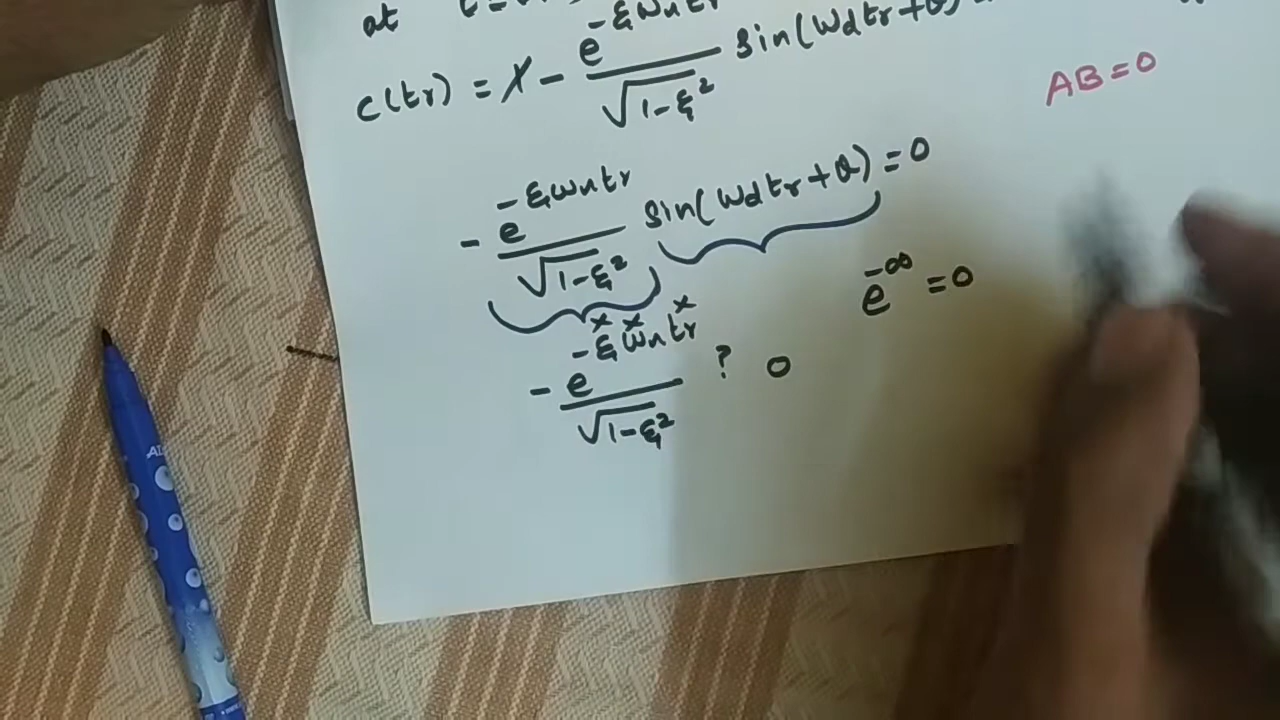 at t=
c(tr) = 1 - e^{-ξωntr}/√(1-ξ²) sin(ωdtr+θ)
AB=0
- e^{-ξωntr}/√(1-ξ²) sin(ωdtr+θ) = 0
e^{-∞} = 0
- e^{-ξωntr}/√(1-ξ²) ? 0